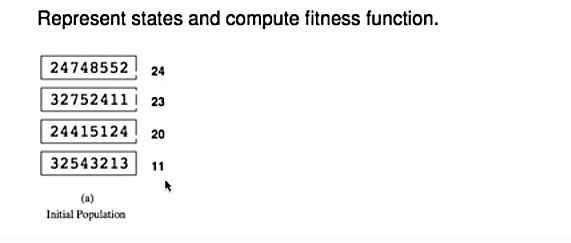 Represent states and compute fitness function.
24748552 24
32752411 23
24415124 20
32543213 11
(a)
Initial Population